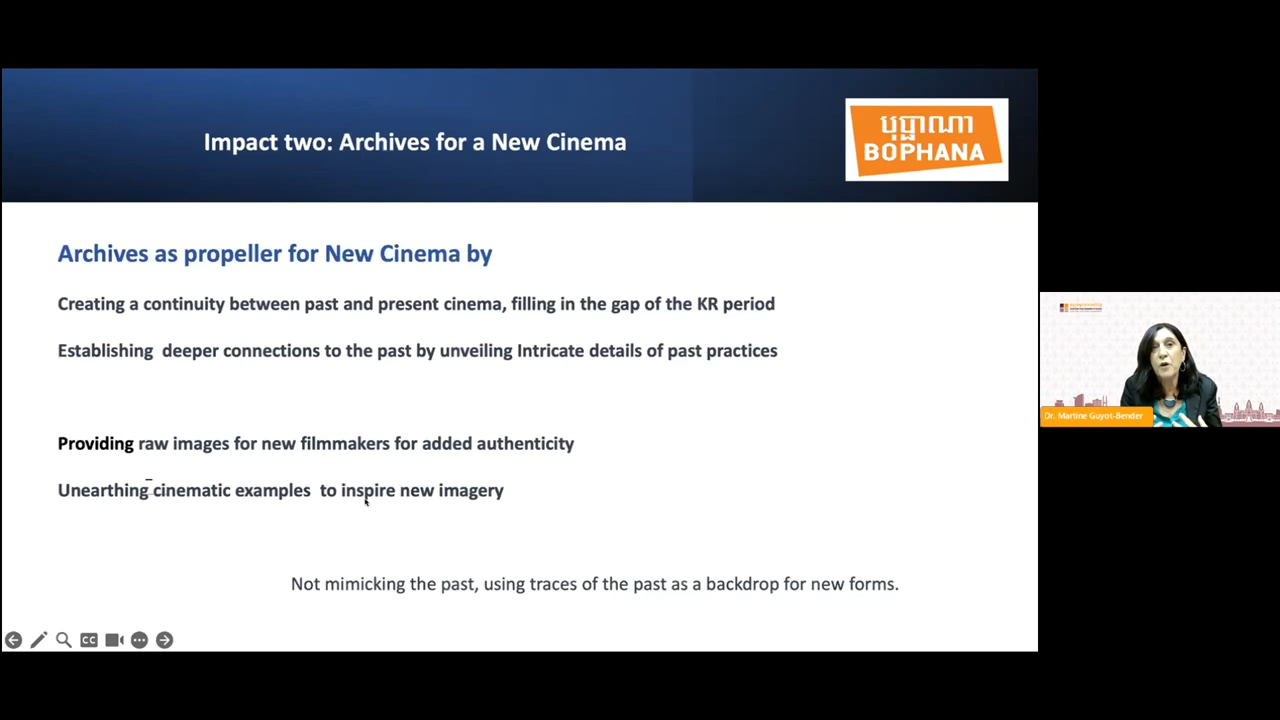 Impact two: Archives for a New Cinema
បុប្ផាណា
BOPHANA
Archives as propeller for New Cinema by
Creating a continuity between past and present cinema, filling in the gap of the KR period
Establishing deeper connections to the past by unveiling Intricate details of past practices
Providing raw images for new filmmakers for added authenticity
Unearthing cinematic examples to inspire new imagery
Not mimicking the past, using traces of the past as a backdrop for new forms.
CC
Dr. Martine Guyot-Bender